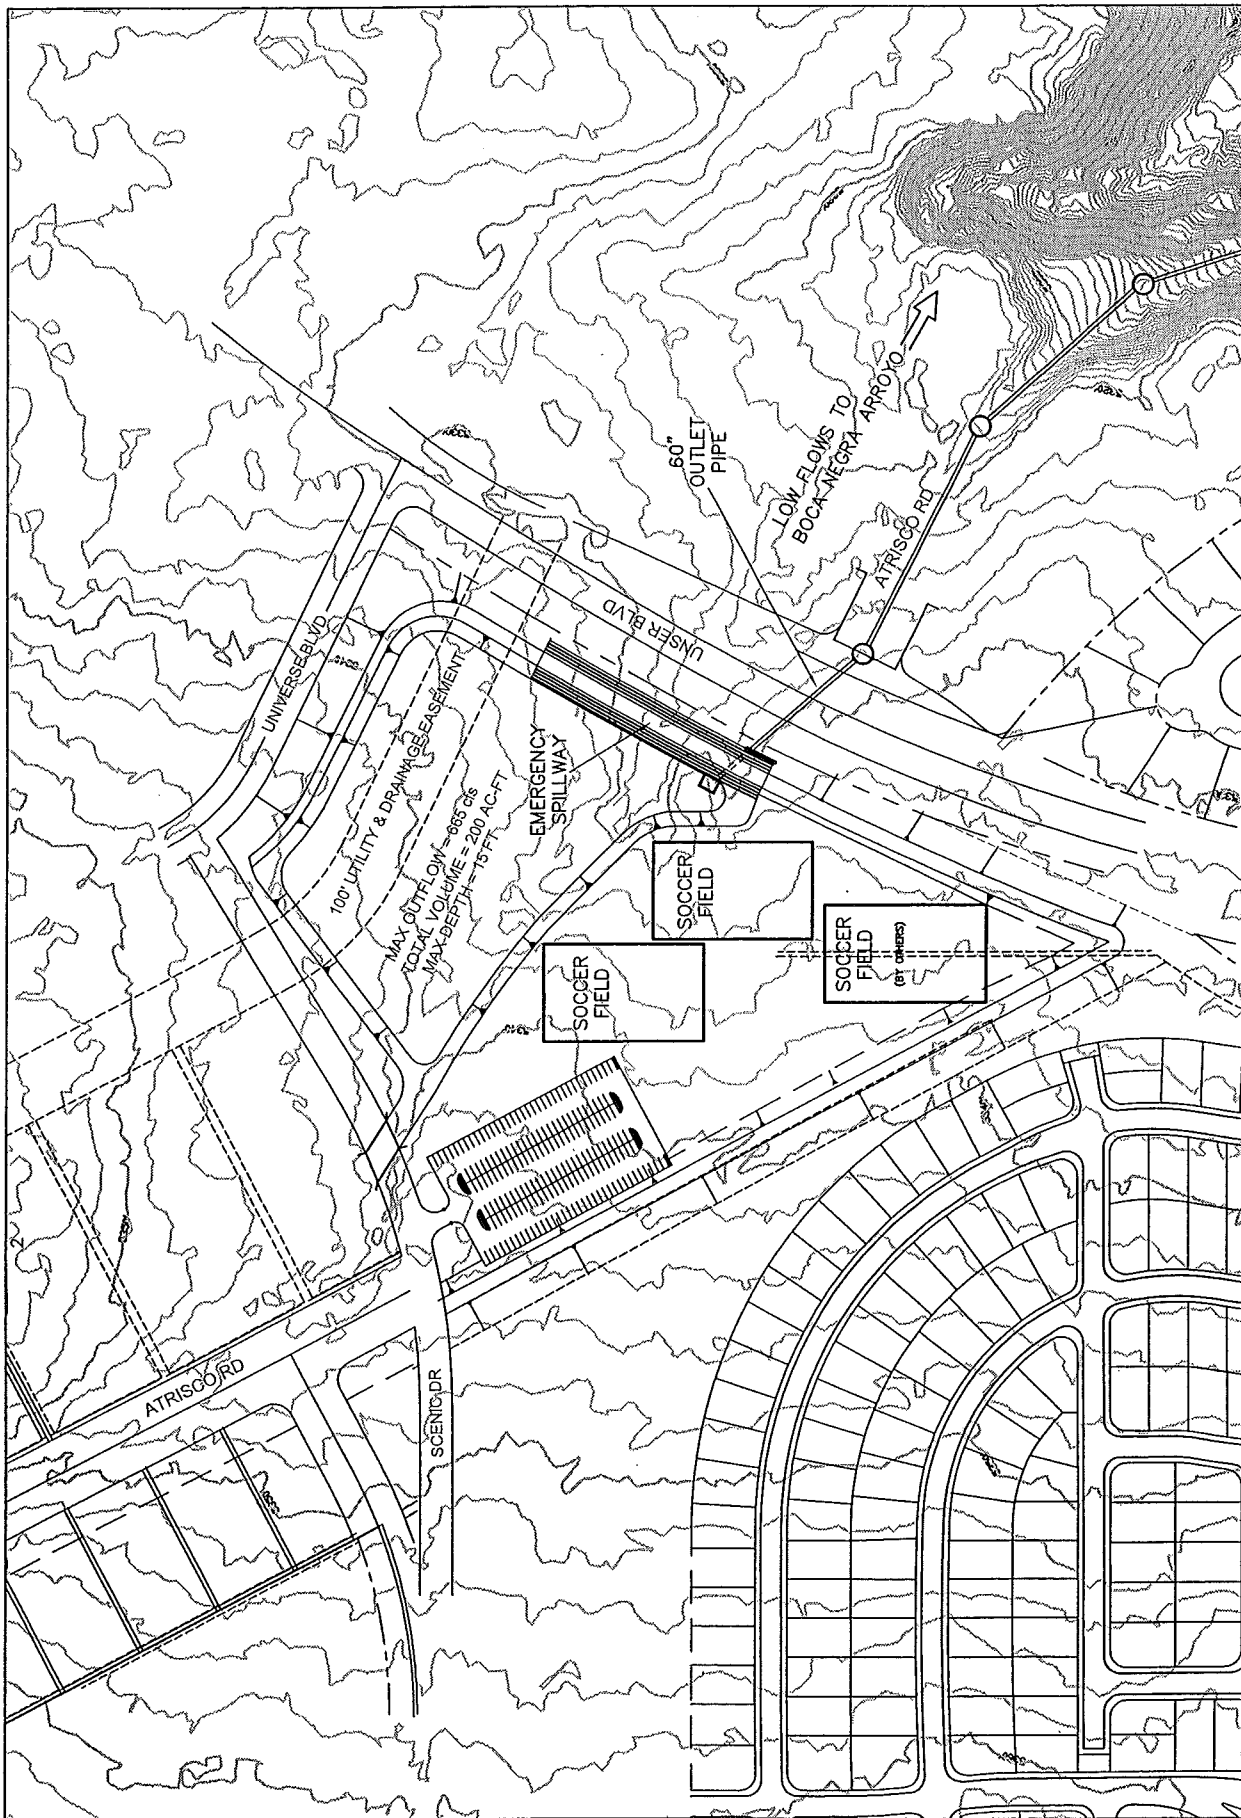 UNIVERSE BLVD
100' UTILITY & DRAINAGE EASEMENT
MAX OUTFLOW = 665 cfs
TOTAL VOLUME = 200 AC-FT
MAX DEPTH = 15 FT
EMERGENCY
SPILLWAY
UNSER BLVD
60"
OUTLET
PIPE
LOW FLOWS TO
BOCA NEGRA ARROYO
ATRISCO RD
SOCCER
FIELD
SOCCER
FIELD
SOCCER
FIELD
(BY OTHERS)
ATRISCO RD
SCENIC DR
2